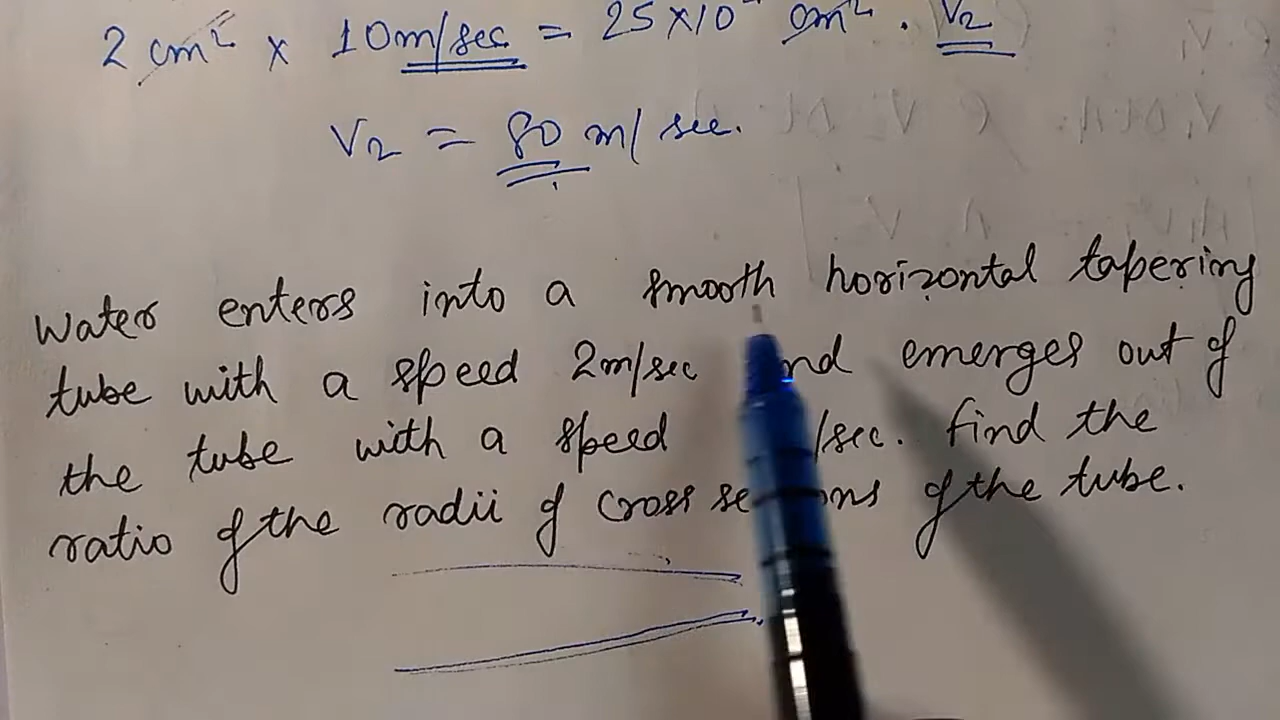 2 cm² × 10m/sec = 25 × 10 cm² . V₂
V₂ = 80 m/sec.
Water enters into a smooth horizontal tapering
tube with a speed 2m/sec emerges out of
the tube with a speed /sec. find the
ratio of the radii of cross of the tube.